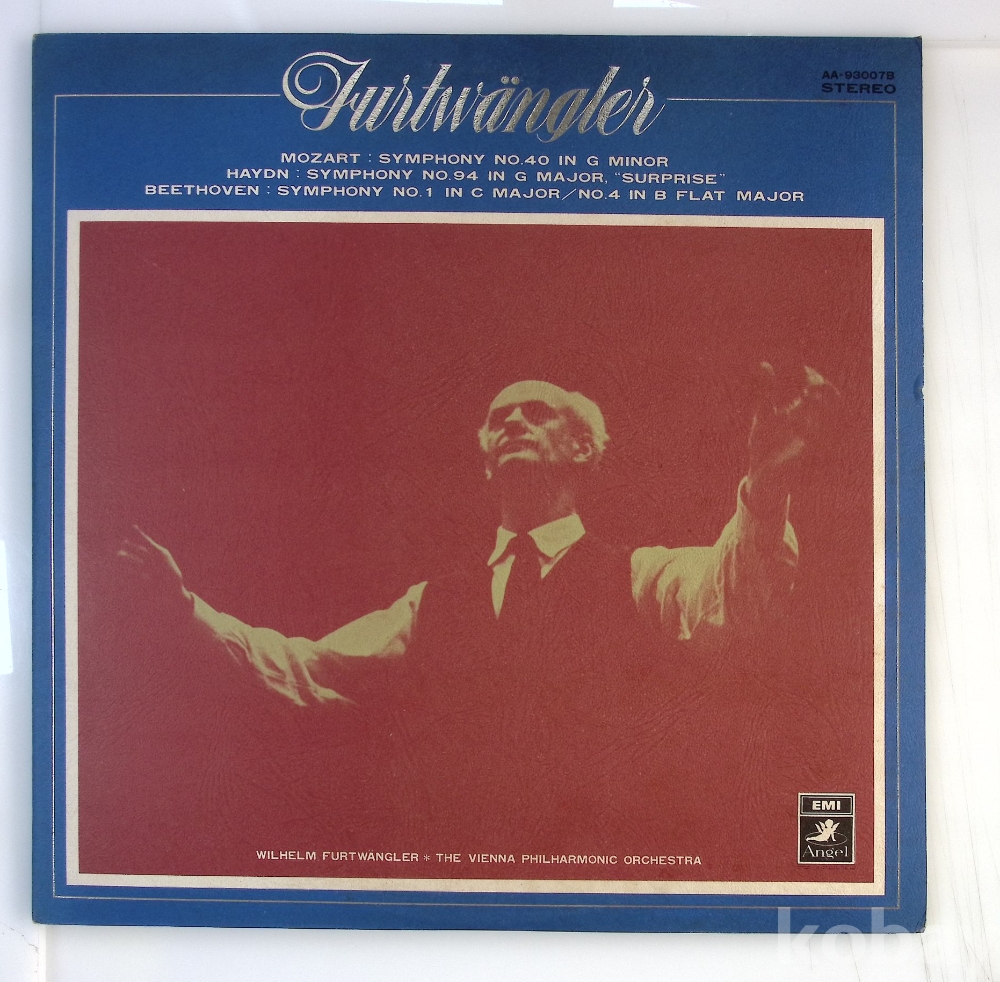 Furtwängler
AA-93007B
STEREO
MOZART : SYMPHONY NO.40 IN G MINOR
HAYDN : SYMPHONY NO.94 IN G MAJOR, "SURPRISE"
BEETHOVEN : SYMPHONY NO.1 IN C MAJOR/NO.4 IN B FLAT MAJOR
EMI
Angel
WILHELM FURTWÄNGLER * THE VIENNA PHILHARMONIC ORCHESTRA